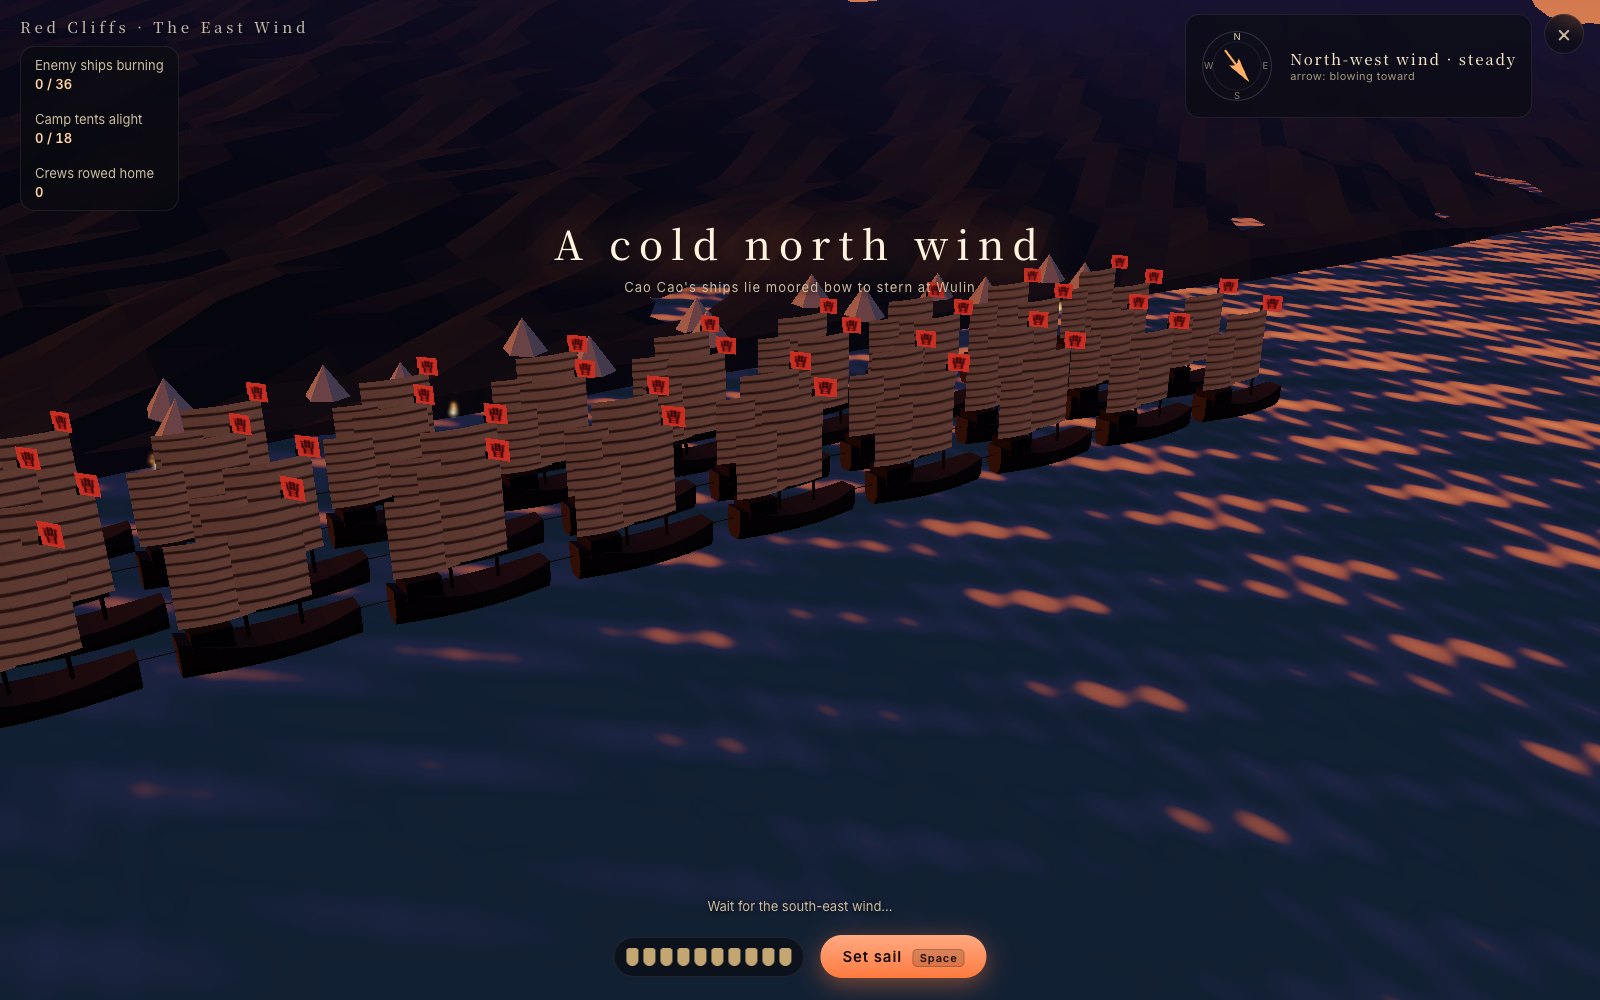 Red Cliffs · The East Wind
Enemy ships burning
0 / 36
Camp tents alight
0 / 18
Crews rowed home
0
N
W
E
S
North-west wind · steady
arrow: blowing toward
A cold north wind
Cao Cao's ships lie moored bow to stern at Wulin
Wait for the south-east wind…
Set sail Space